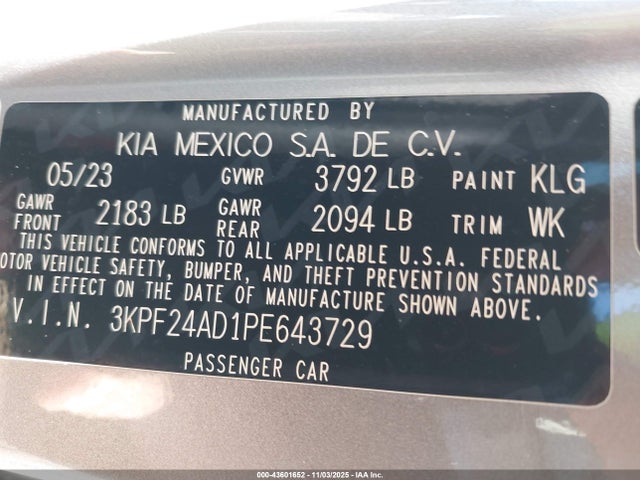 MANUFACTURED BY
KIA MEXICO S.A. DE C.V.
05/23 GVWR 3792 LB PAINT KLG
GAWR FRONT 2183 LB GAWR REAR 2094 LB TRIM WK
THIS VEHICLE CONFORMS TO ALL APPLICABLE U.S.A. FEDERAL
OTOR VEHICLE SAFETY, BUMPER, AND THEFT PREVENTION STANDARDS
IN EFFECT ON THE DATE OF MANUFACTURE SHOWN ABOVE.
V.I.N. 3KPF24AD1PE643729
PASSENGER CAR
000-43601652 | 11/03/2025 | IAA Inc.